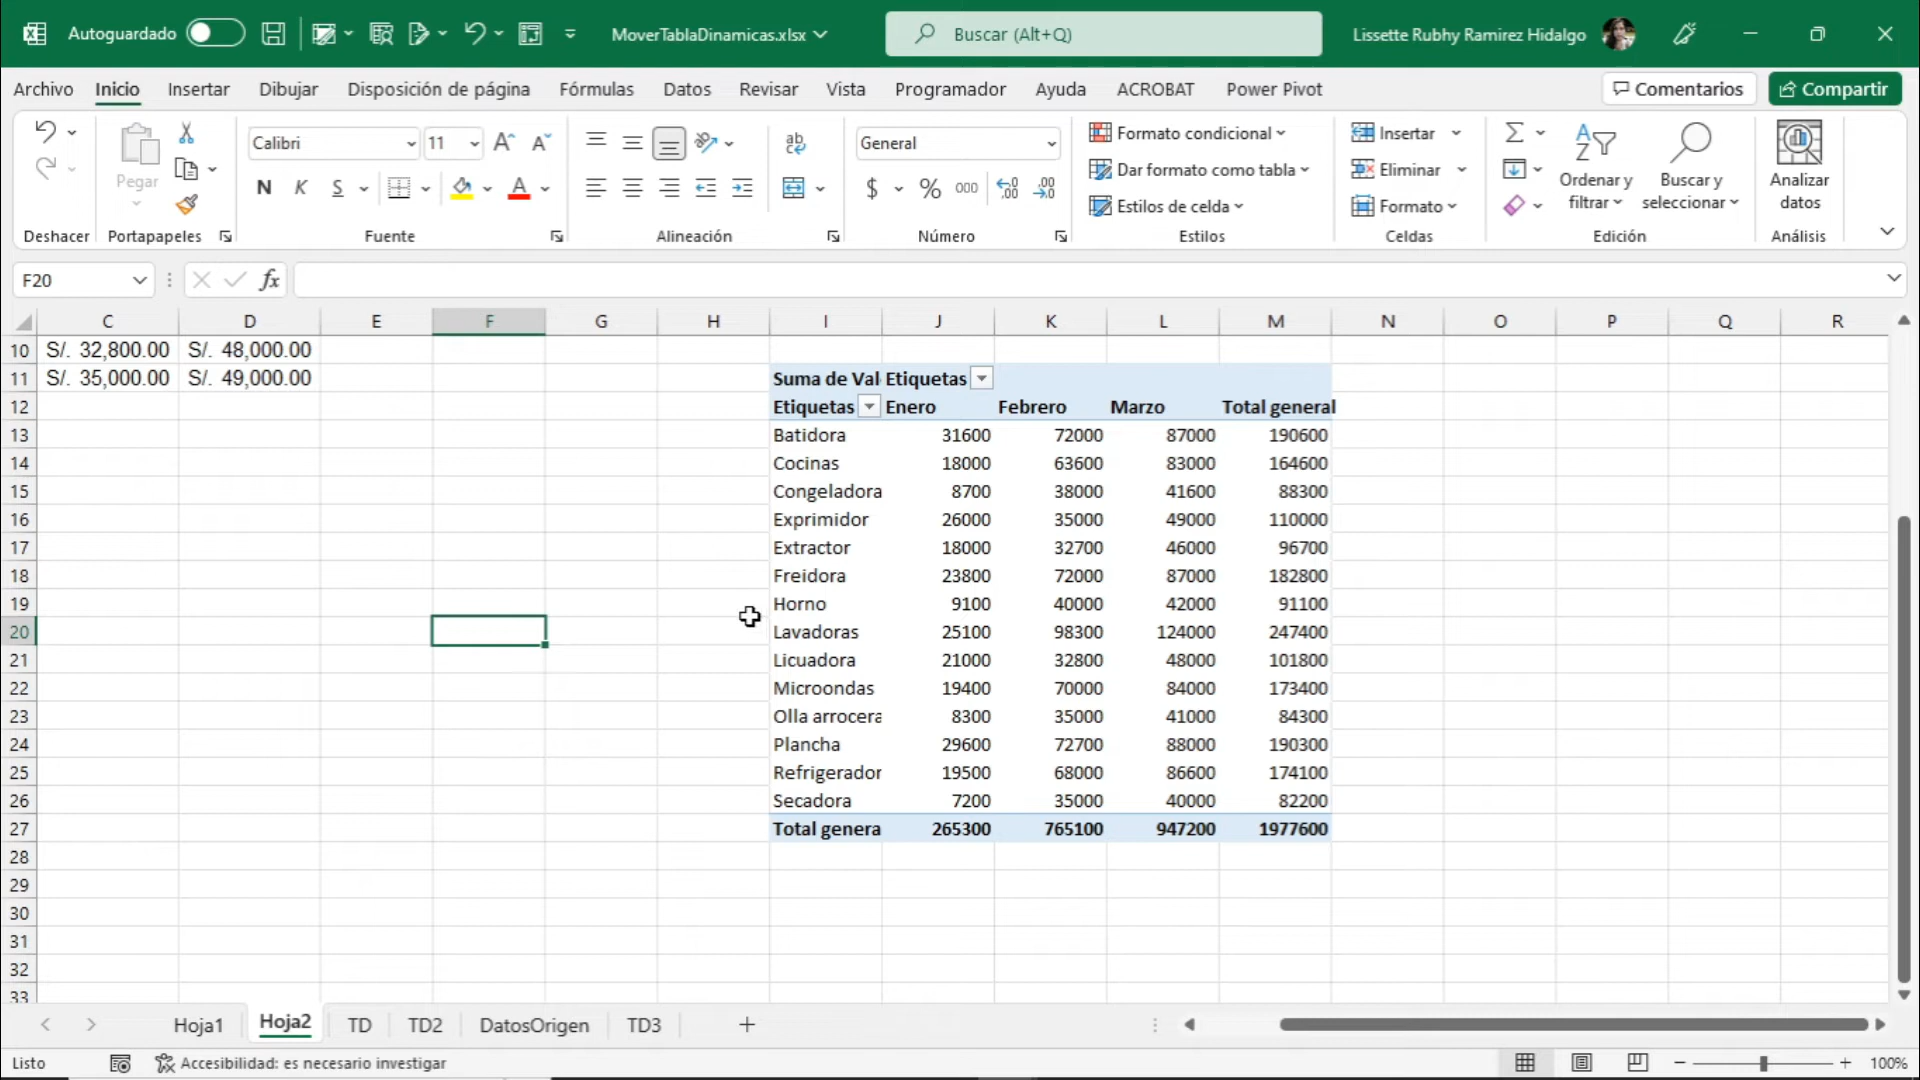 Autoguardado MoverTablaDinamicas.xlsx Buscar (Alt+Q) Lissette Rubhy Ramirez Hidalgo
Archivo Inicio Insertar Dibujar Disposición de página Fórmulas Datos Revisar Vista Programador Ayuda ACROBAT Power Pivot Comentarios Compartir
Pegar Calibri 11 General Formato condicional Insertar Ordenar y Buscar y Analizar
N K S $ % 000 Dar formato como tabla Eliminar filtrar seleccionar datos
Estilos de celda Formato
Deshacer Portapapeles Fuente Alineación Número Estilos Celdas Edición Análisis
F20 fx
C D E F G H I J K L M N O P Q R
10 S/. 32,800.00 S/. 48,000.00
11 S/. 35,000.00 S/. 49,000.00 Suma de Val Etiquetas
12 Etiquetas Enero Febrero Marzo Total general
13 Batidora 31600 72000 87000 190600
14 Cocinas 18000 63600 83000 164600
15 Congeladora 8700 38000 41600 88300
16 Exprimidor 26000 35000 49000 110000
17 Extractor 18000 32700 46000 96700
18 Freidora 23800 72000 87000 182800
19 Horno 9100 40000 42000 91100
20 Lavadoras 25100 98300 124000 247400
21 Licuadora 21000 32800 48000 101800
22 Microondas 19400 70000 84000 173400
23 Olla arrocera 8300 35000 41000 84300
24 Plancha 29600 72700 88000 190300
25 Refrigerador 19500 68000 86600 174100
26 Secadora 7200 35000 40000 82200
27 Total genera 265300 765100 947200 1977600
28
29
30
31
32
33
Hoja1 Hoja2 TD TD2 DatosOrigen TD3
Listo Accesibilidad: es necesario investigar 100%